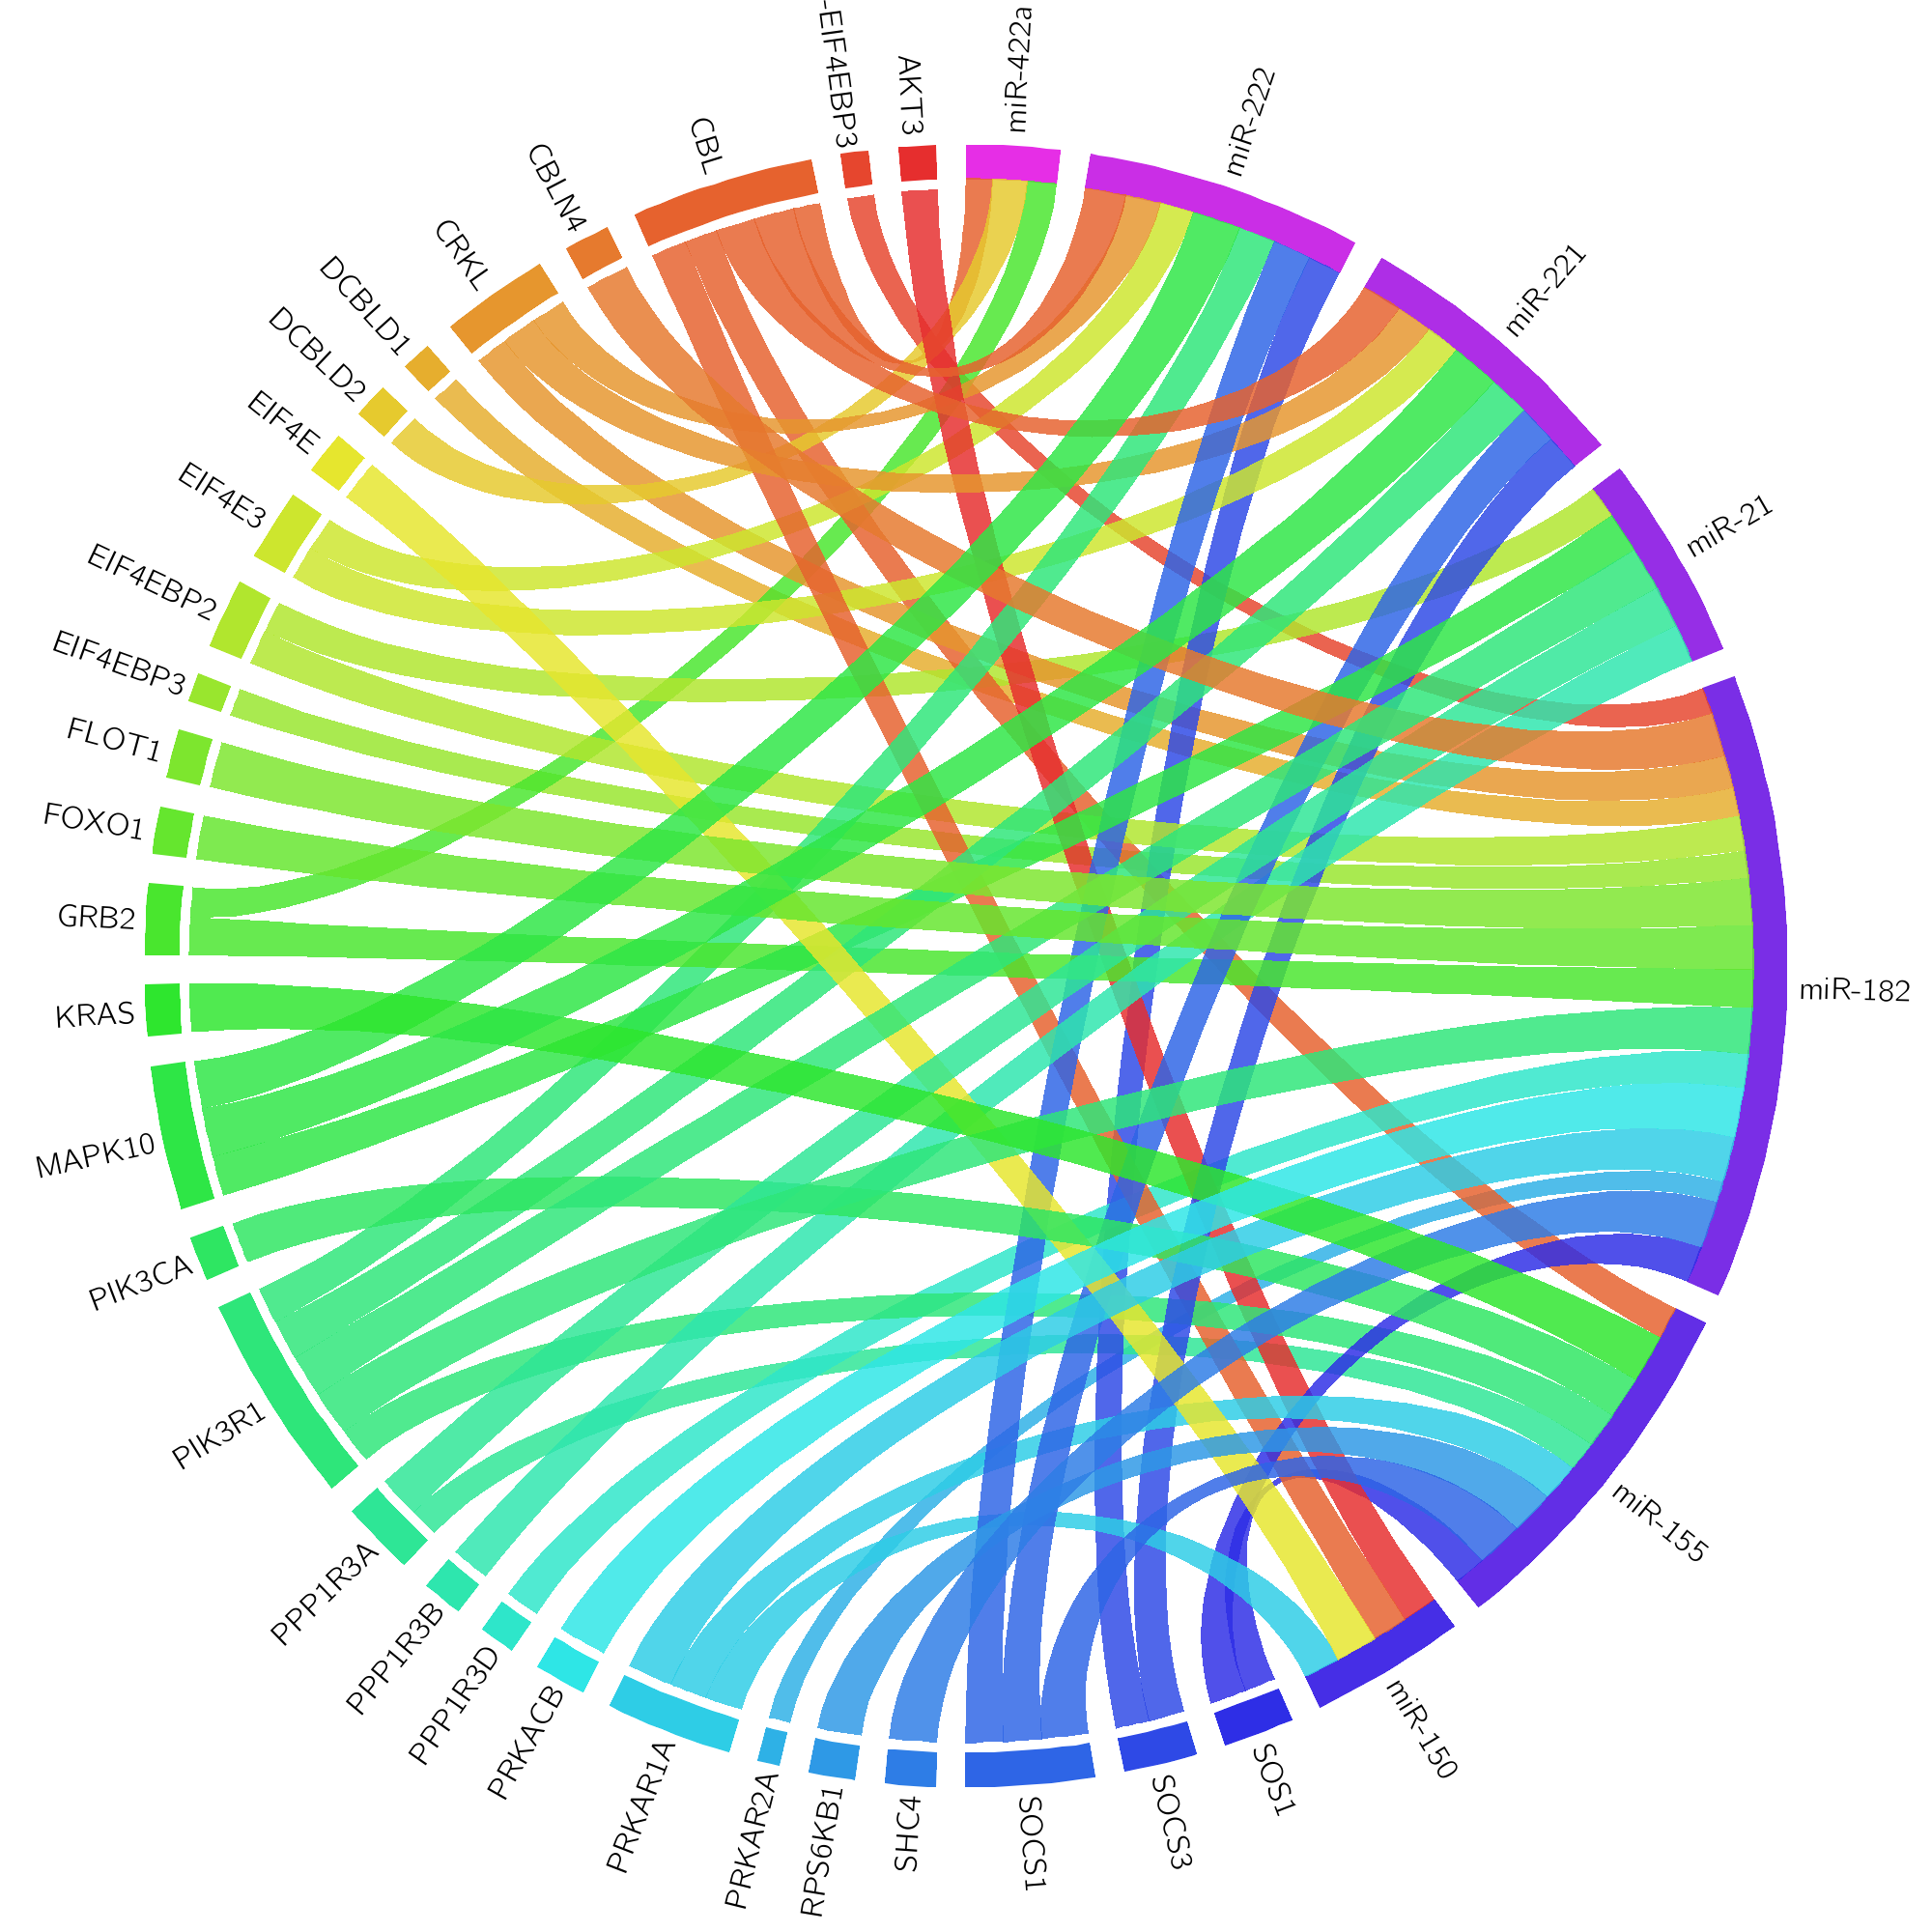 -EIF4EBP3
AKT3
miR-422a
miR-222
miR-221
miR-21
miR-182
miR-155
miR-150
SOS1
SOCS3
SOCS1
SHC4
RPS6KB1
PRKAR2A
PRKAR1A
PRKACB
PPP1R3D
PPP1R3B
PPP1R3A
PIK3R1
PIK3CA
MAPK10
KRAS
GRB2
FOXO1
FLOT1
EIF4EBP3
EIF4EBP2
EIF4E3
EIF4E
DCBLD2
DCBLD1
CRKL
CBLN4
CBL